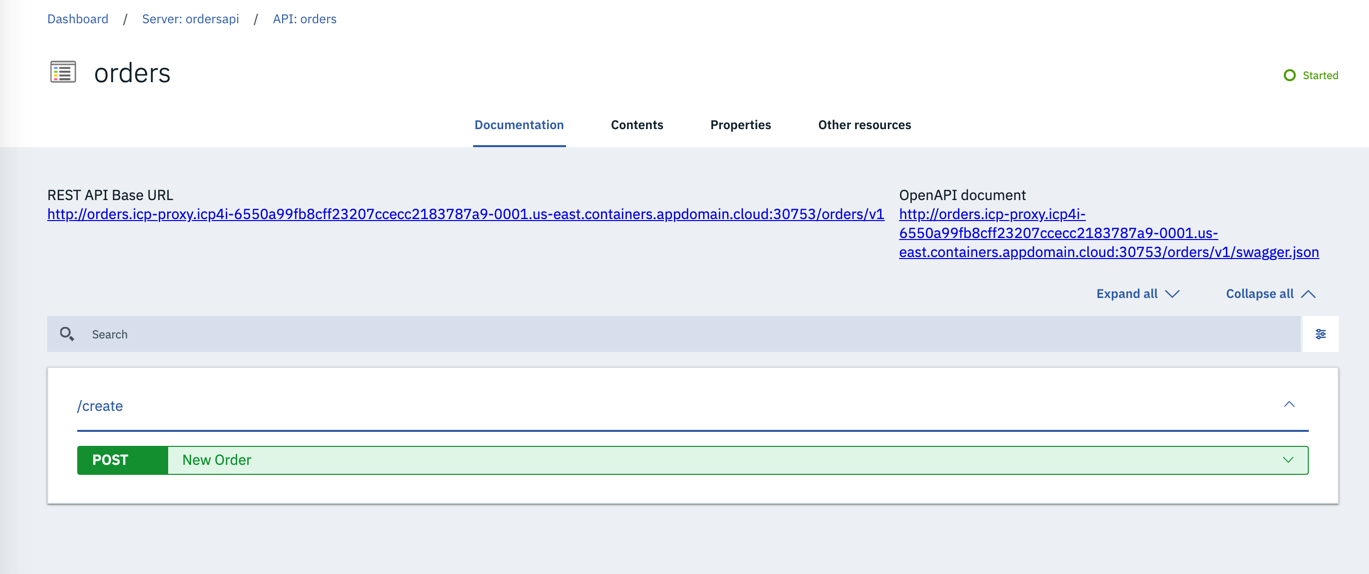 Dashboard / Server: ordersapi / API: orders
orders
Started
Documentation Contents Properties Other resources
REST API Base URL
http://orders.icp-proxy.icp4i-6550a99fb8cff23207ccecc2183787a9-0001.us-east.containers.appdomain.cloud:30753/orders/v1
OpenAPI document
http://orders.icp-proxy.icp4i-
6550a99fb8cff23207ccecc2183787a9-0001.us-
east.containers.appdomain.cloud:30753/orders/v1/swagger.json
Expand all Collapse all
Search
/create
POST New Order